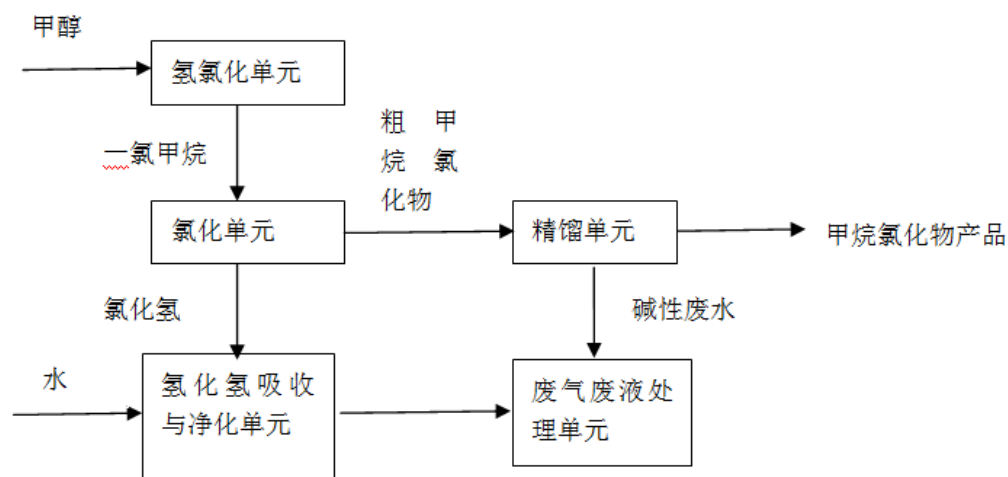 甲醇
氢氯化单元
一氯甲烷
粗 甲
烷 氯
化物
氯化单元
精馏单元
甲烷氯化物产品
氯化氢
碱性废水
水
氢化氢吸收
与净化单元
废气废液处
理单元